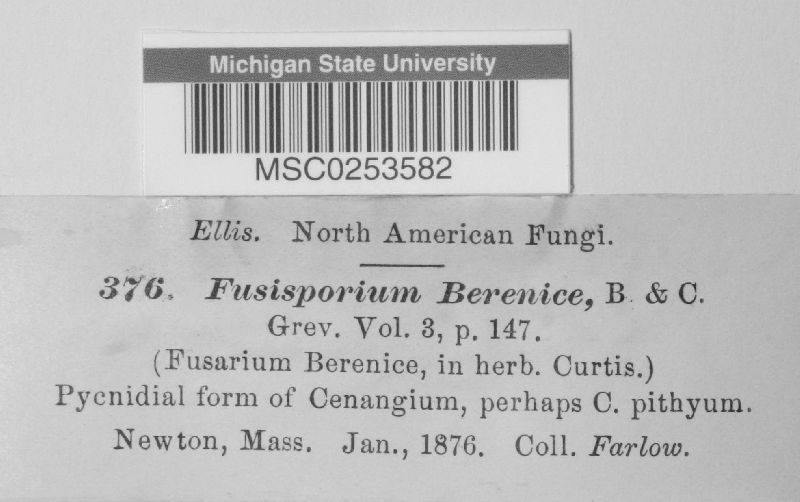 Michigan State University
MSC0253582
Ellis. North American Fungi.
376. Fusisporium Berenice, B. & C.
Grev. Vol. 3, p. 147.
(Fusarium Berenice, in herb. Curtis.)
Pycnidial form of Cenangium, perhaps C. pithyum.
Newton, Mass. Jan., 1876. Coll. Farlow.